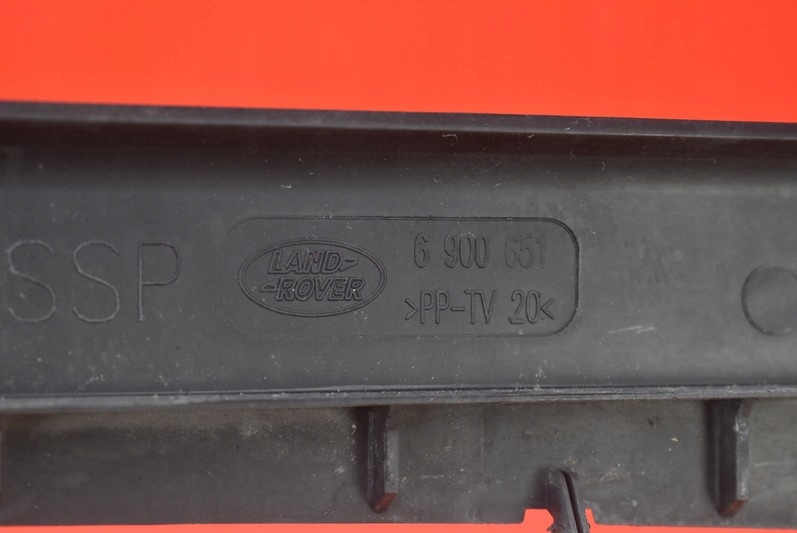 SSP
LAND
ROVER
6 900 651
>PP-TV 20<